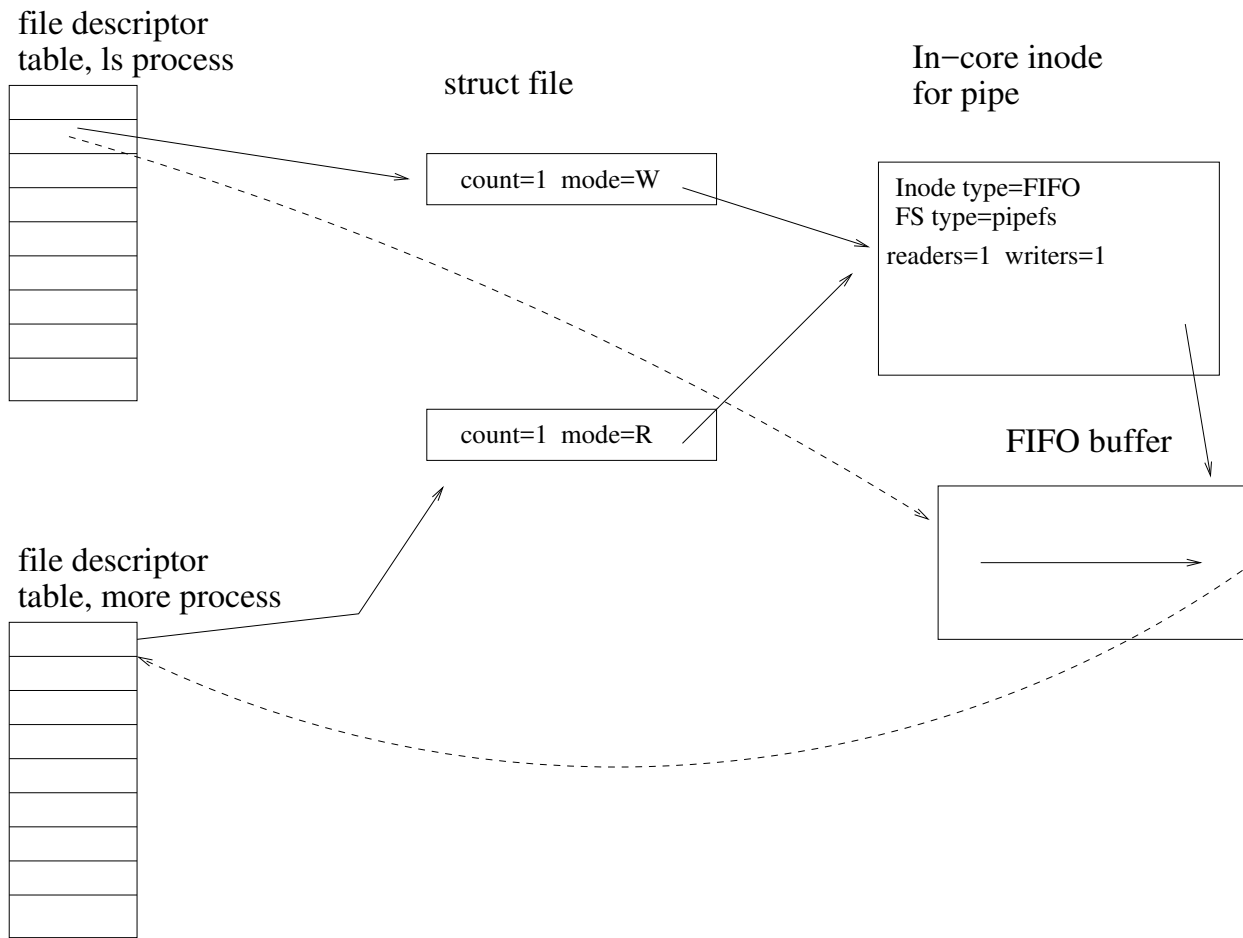 file descriptor
table, ls process
struct file
In−core inode
for pipe
count=1 mode=W
Inode type=FIFO
FS type=pipefs
readers=1 writers=1
count=1 mode=R
FIFO buffer
file descriptor
table, more process